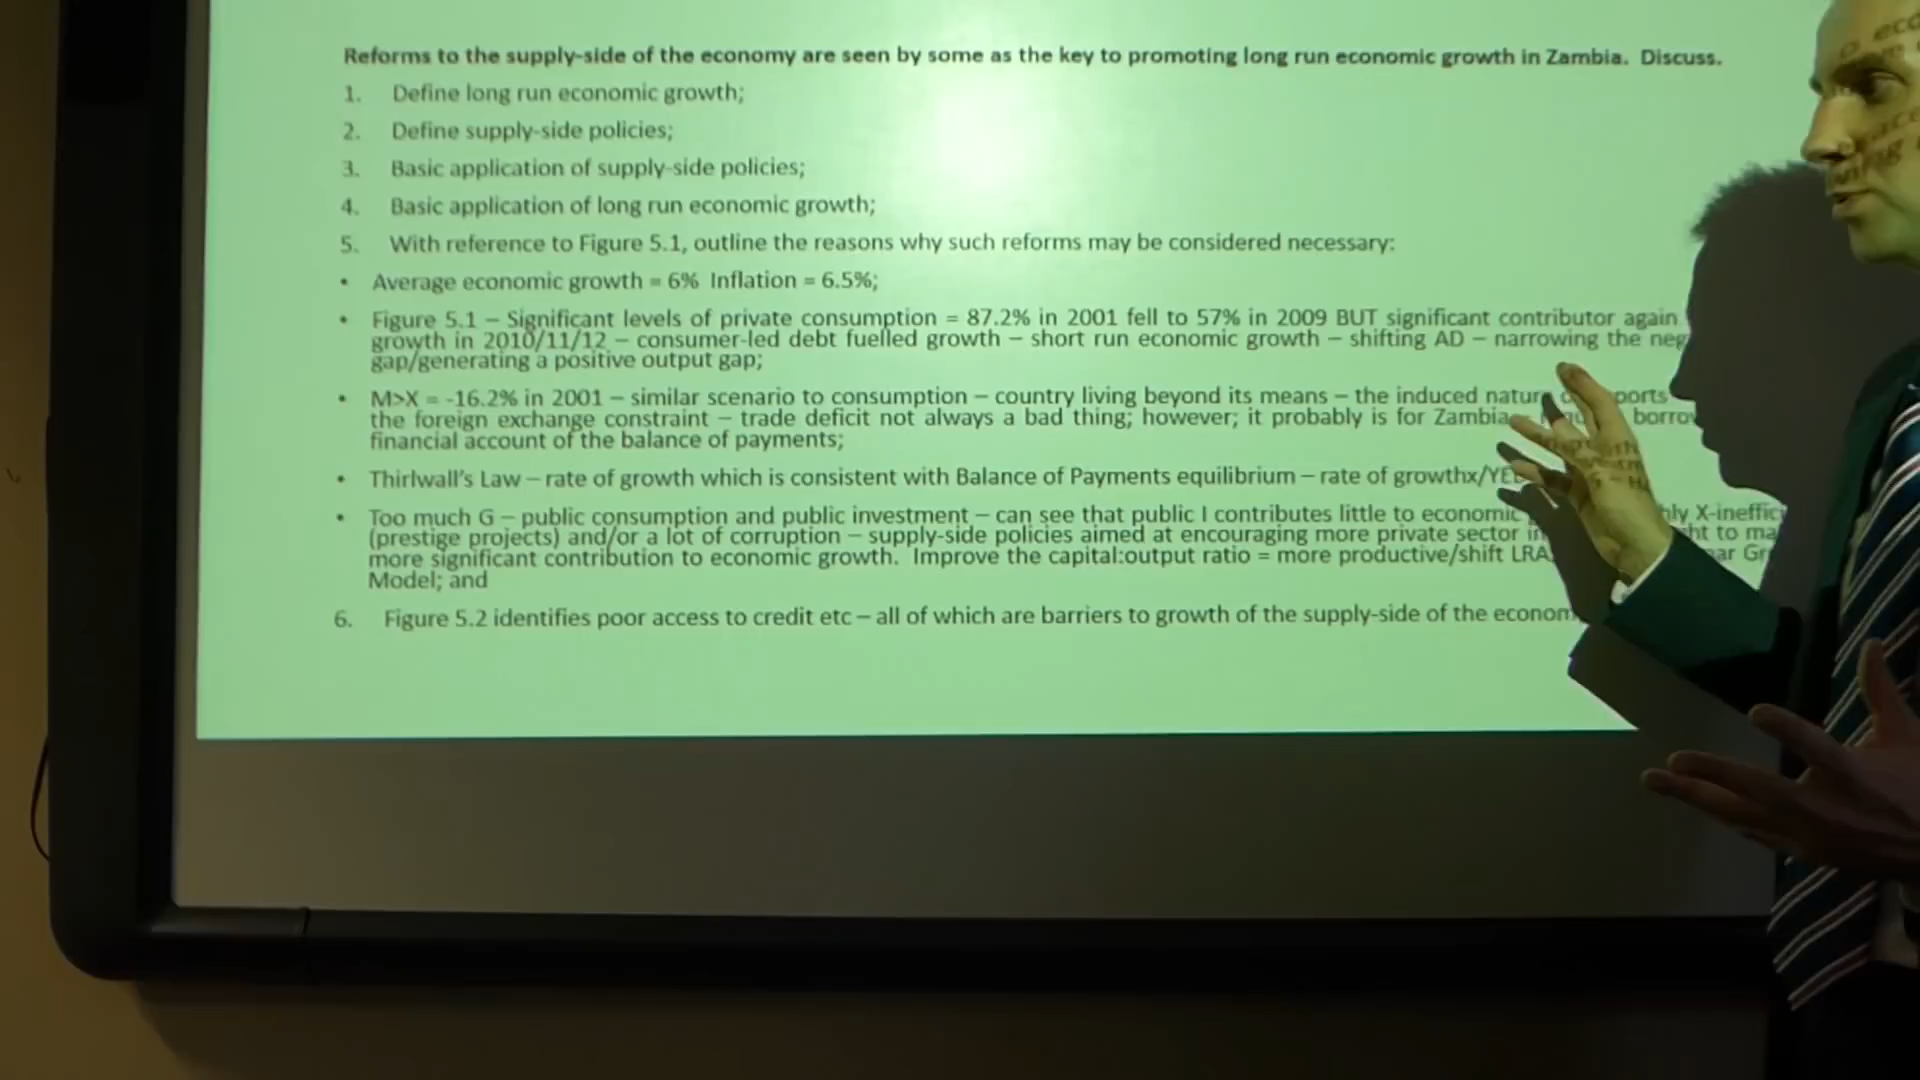 Reforms to the supply-side of the economy are seen by some as the key to promoting long run economic growth in Zambia. Discuss.
1. Define long run economic growth;
2. Define supply-side policies;
3. Basic application of supply-side policies;
4. Basic application of long run economic growth;
5. With reference to Figure 5.1, outline the reasons why such reforms may be considered necessary:
• Average economic growth = 6% Inflation = 6.5%;
• Figure 5.1 – Significant levels of private consumption = 87.2% in 2001 fell to 57% in 2009 BUT significant contributor again
growth in 2010/11/12 – consumer-led debt fuelled growth – short run economic growth – shifting AD – narrowing the
gap/generating a positive output gap;
• M>X = -16.2% in 2001 – similar scenario to consumption – country living beyond its means – the induced
the foreign exchange constraint – trade deficit not always a bad thing; however; it probably is for Zambia
financial account of the balance of payments;
• Thirlwall's Law – rate of growth which is consistent with Balance of Payments equilibrium – rate of growthx/
• Too much G – public consumption and public investment – can see that public I contributes little to economic
(prestige projects) and/or a lot of corruption – supply-side policies aimed at encouraging more private sector
more significant contribution to economic growth. Improve the capital:output ratio = more productive/shift
Model; and
6. Figure 5.2 identifies poor access to credit etc – all of which are barriers to growth of the supply-side of the